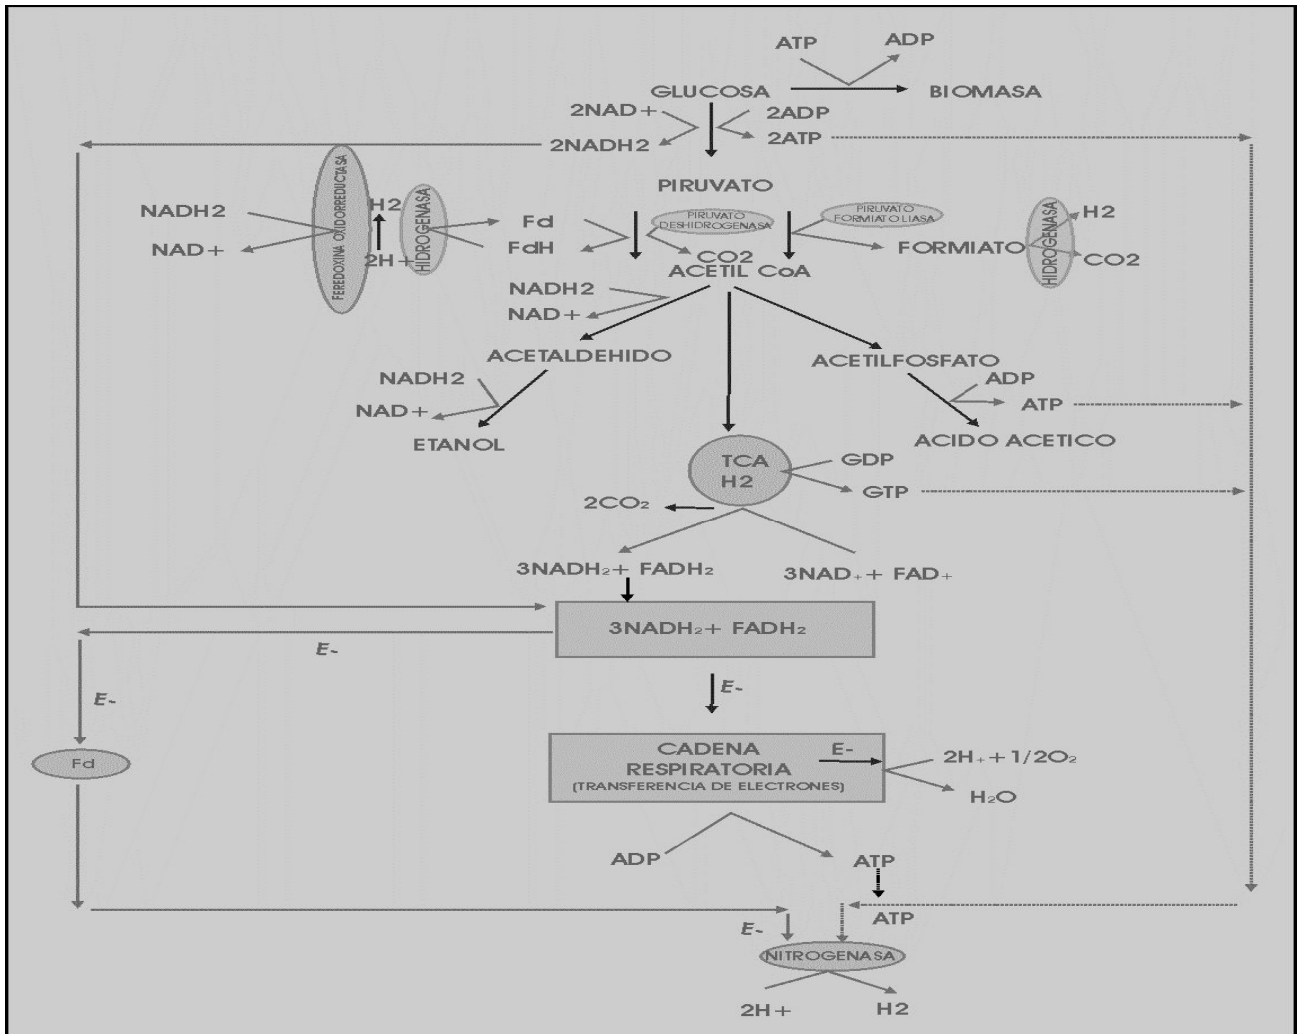 ATP
ADP
GLUCOSA
BIOMASA
2NAD+
2ADP
2NADH2
2ATP
PIRUVATO
NADH2
NAD+
FEREDOXINA OXIDORREDUCTASA
H2
2H+
HIDROGENASA
Fd
FdH
PIRUVATO
DESHIDROGENASA
PIRUVATO
FORMIATO LIASA
FORMIATO
HIDROGENASA
H2
CO2
CO2
ACETIL CoA
NADH2
NAD+
ACETALDEHIDO
ACETILFOSFATO
NADH2
NAD+
ETANOL
ADP
ATP
ACIDO ACETICO
TCA
H2
GDP
GTP
2CO2
3NADH2+ FADH2
3NAD++ FAD+
3NADH2+ FADH2
E-
E-
E-
Fd
CADENA
RESPIRATORIA
(TRANSFERENCIA DE ELECTRONES)
E-
2H++1/2O2
H2O
ADP
ATP
ATP
E-
NITROGENASA
2H+
H2